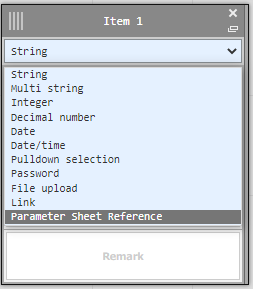 Item 1
String
String
Multi string
Integer
Decimal number
Date
Date/time
Pulldown selection
Password
File upload
Link
Parameter Sheet Reference
Remark